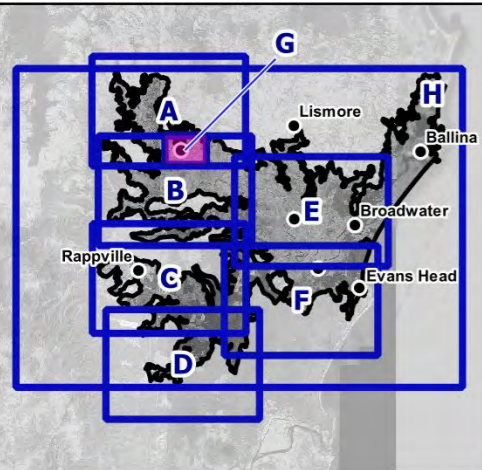 G
A
H
Lismore
Ballina
B
E
Broadwater
Rappville
C
Evans Head
F
D